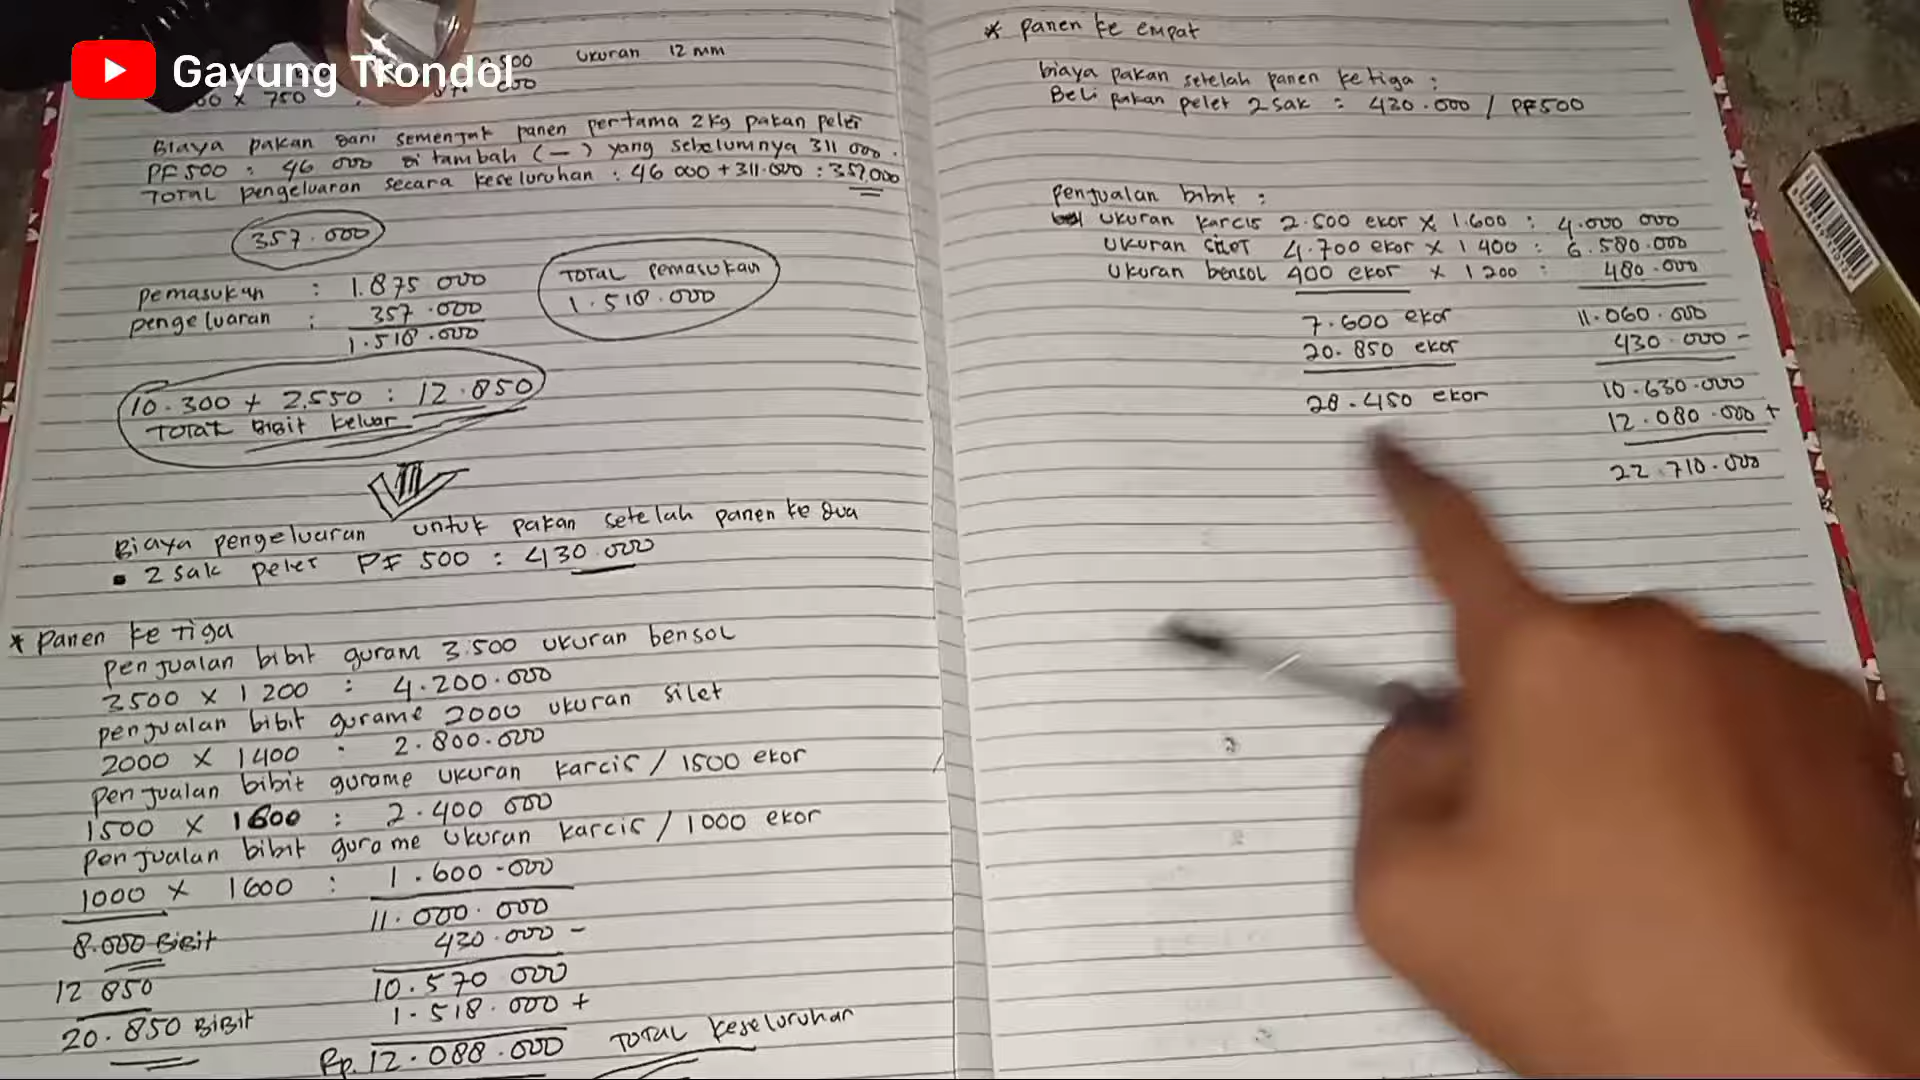 Gayung Trondol
2500 ukuran 12 mm
x 750 :
Biaya pakan dari semenjak panen pertama 2 kg pakan pelet
PF 500 : 46 000 di tambah (—) yang sebelumnya 311 000.
Total pengeluaran secara keseluruhan : 46 000 + 311.000 : 357.000
357.000
pemasukan : 1.875 000
pengeluaran : 357.000
1.518.000
Total pemasukan
1.518.000
10.300 + 2.550 : 12.850
Total Bibit keluar
III
Biaya pengeluaran untuk pakan setelah panen ke dua
• 2 sak pelet PF 500 : 430.000
* Panen ke tiga
penjualan bibit guram 3.500 ukuran bensol
3500 x 1 200 : 4.200.000
penjualan bibit gurame 2000 ukuran silet
2000 x 1400 : 2.800.000
penjualan bibit gurame ukuran karcis / 1500 ekor
1500 x 1600 : 2.400 000
penjualan bibit gurame ukuran karcis / 1000 ekor
1000 x 1600 : 1.600.000
8.000 Bibit 11.000.000
430.000 -
12 850 10.570 000
20.850 Bibit 1.518.000 +
Rp. 12.088.000 Total keseluruhan
* Panen ke empat
biaya pakan setelah panen ke tiga :
Beli pakan pelet 2 sak : 430.000 / PF500
Penjualan bibit :
ukuran karcis 2.500 ekor x 1.600 : 4.000 000
ukuran silet 4.700 ekor x 1 400 : 6.580.000
ukuran bensol 400 ekor x 1 200 : 480.000
7.600 ekor 11.060.000
20.850 ekor 430.000 -
28.450 ekor 10.630.000
12.080.000 +
22.710.000